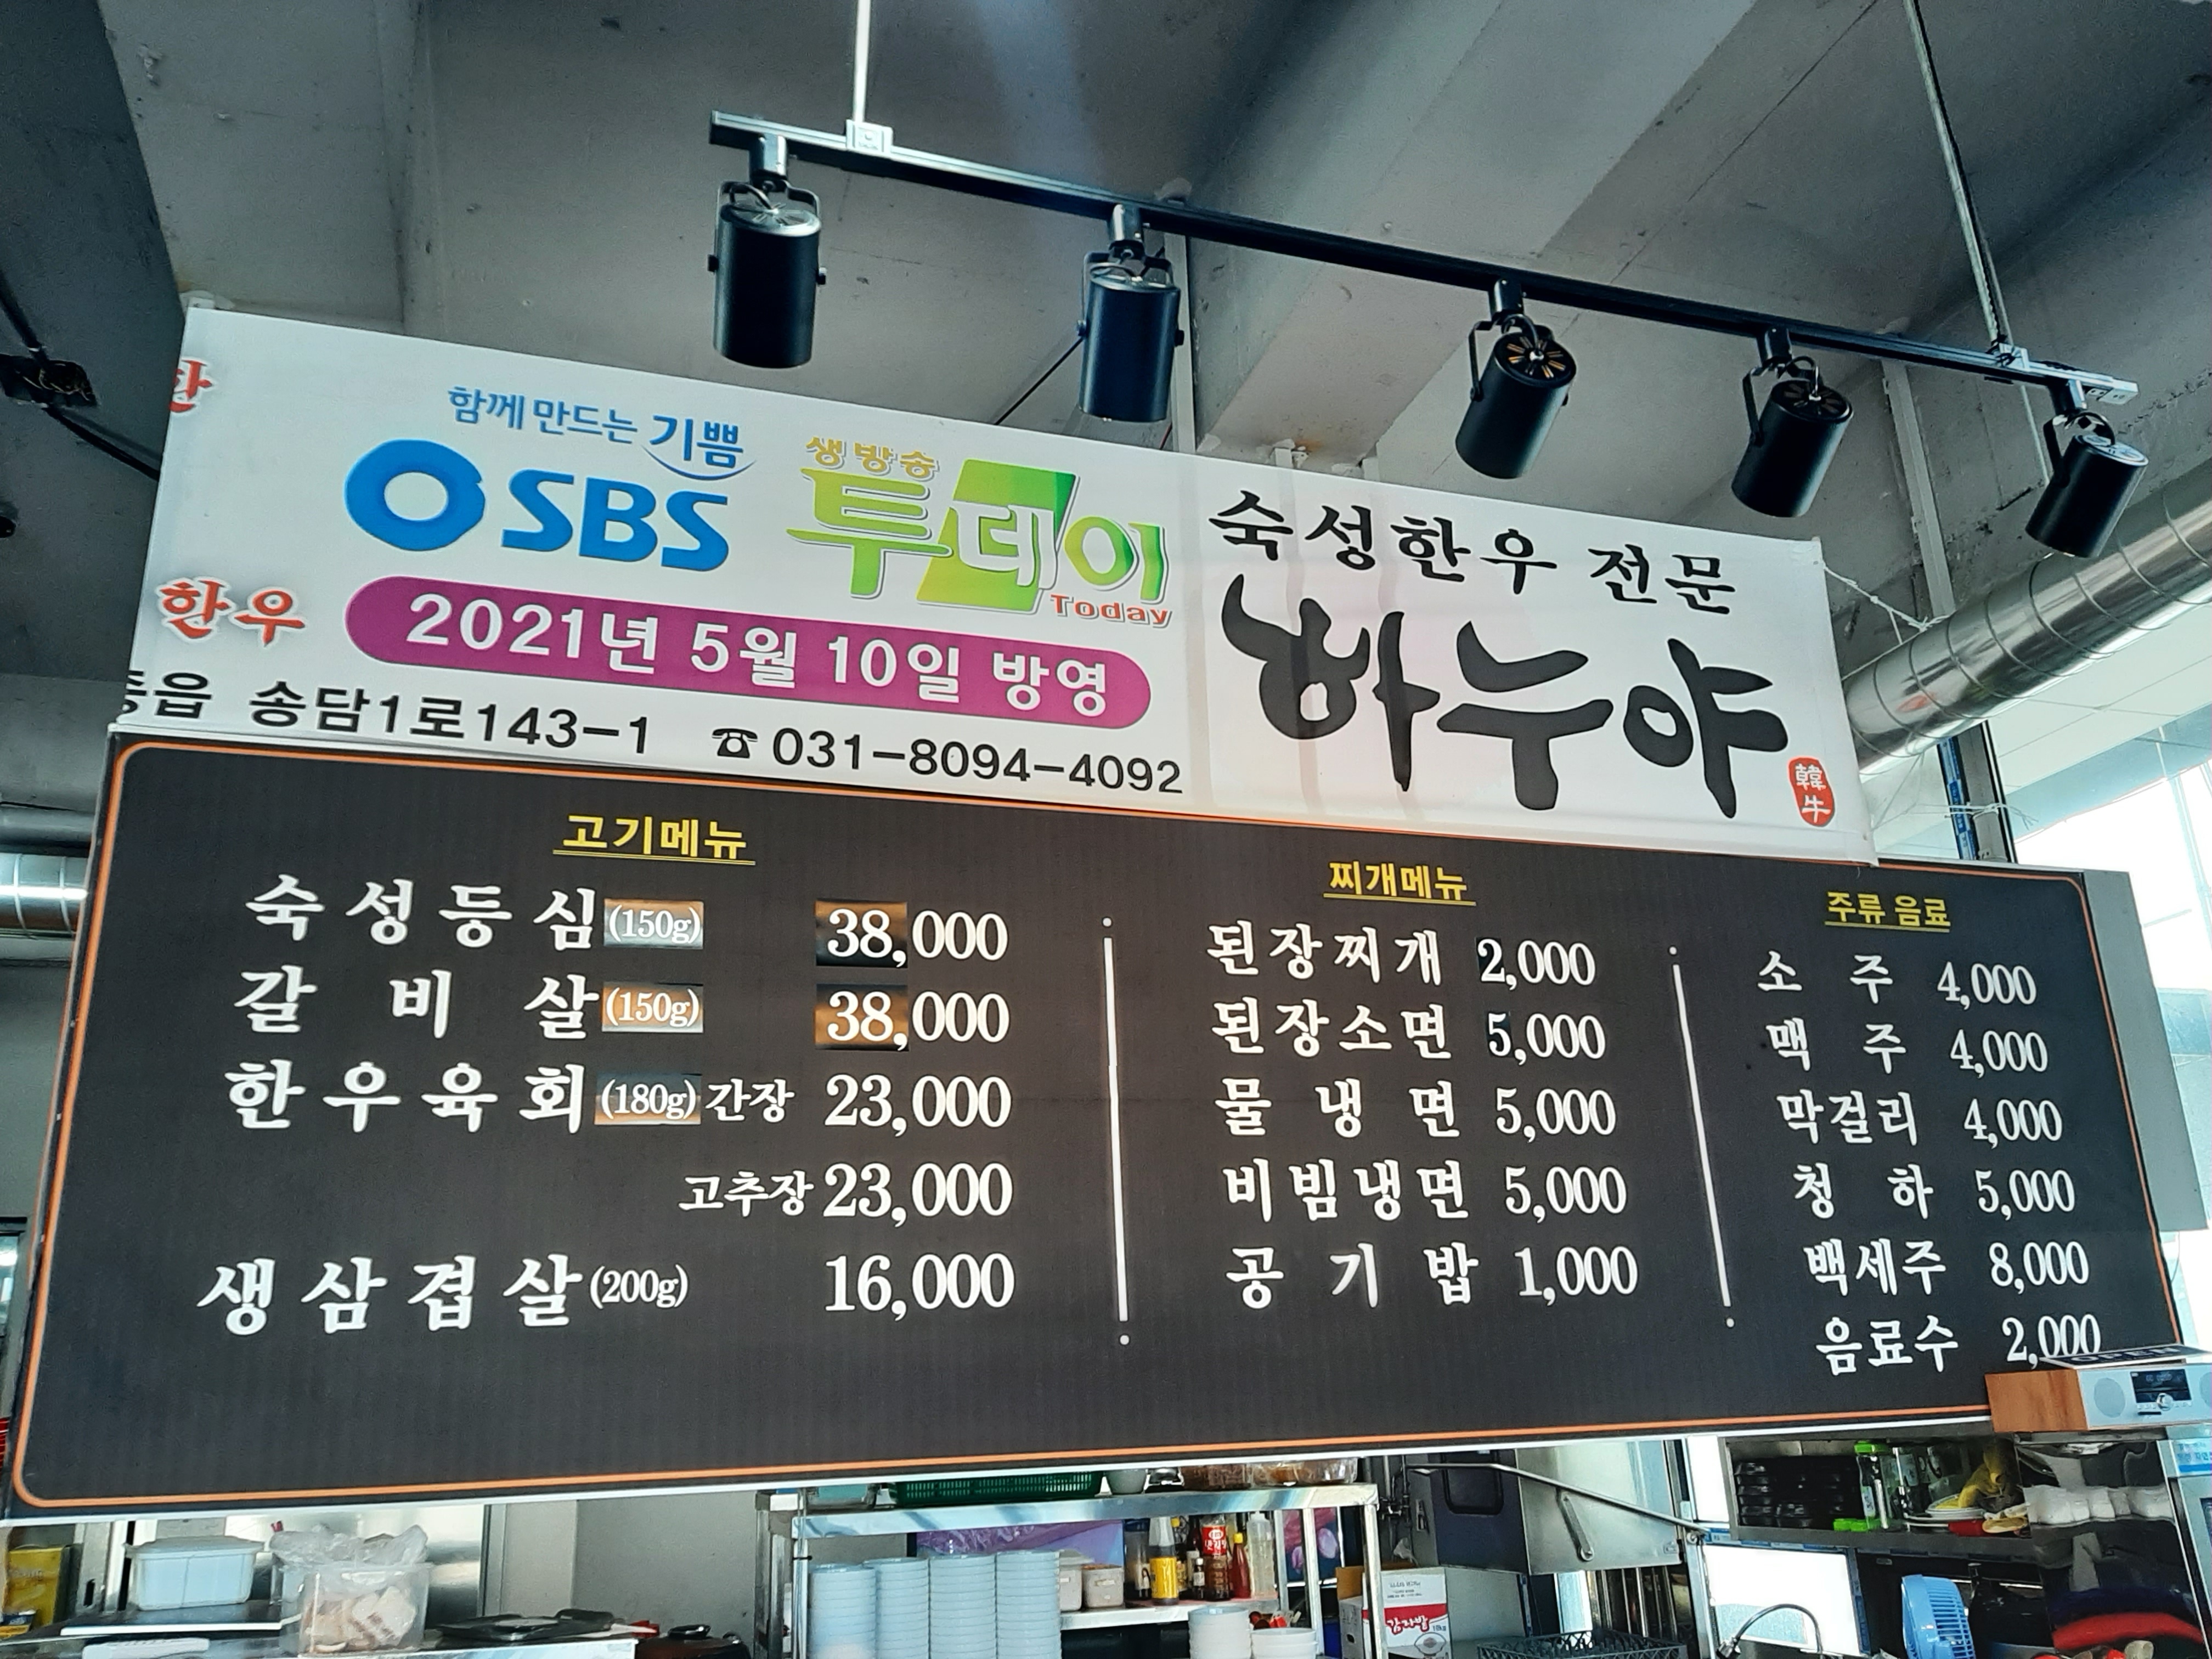 한
한우
함께 만드는 기쁨
SBS
생방송
투데이
Today
2021년 5월 10일 방영
읍 송담1로143-1 ☎031-8094-4092
숙성한우 전문
하누야
韓牛
고기메뉴
숙성등심(150g) 38,000
갈비살(150g) 38,000
한우육회(180g) 간장 23,000
고추장 23,000
생삼겹살(200g) 16,000
찌개메뉴
된장찌개 2,000
된장소면 5,000
물냉면 5,000
비빔냉면 5,000
공기밥 1,000
주류 음료
소주 4,000
맥주 4,000
막걸리 4,000
청하 5,000
백세주 8,000
음료수 2,000
OPEN